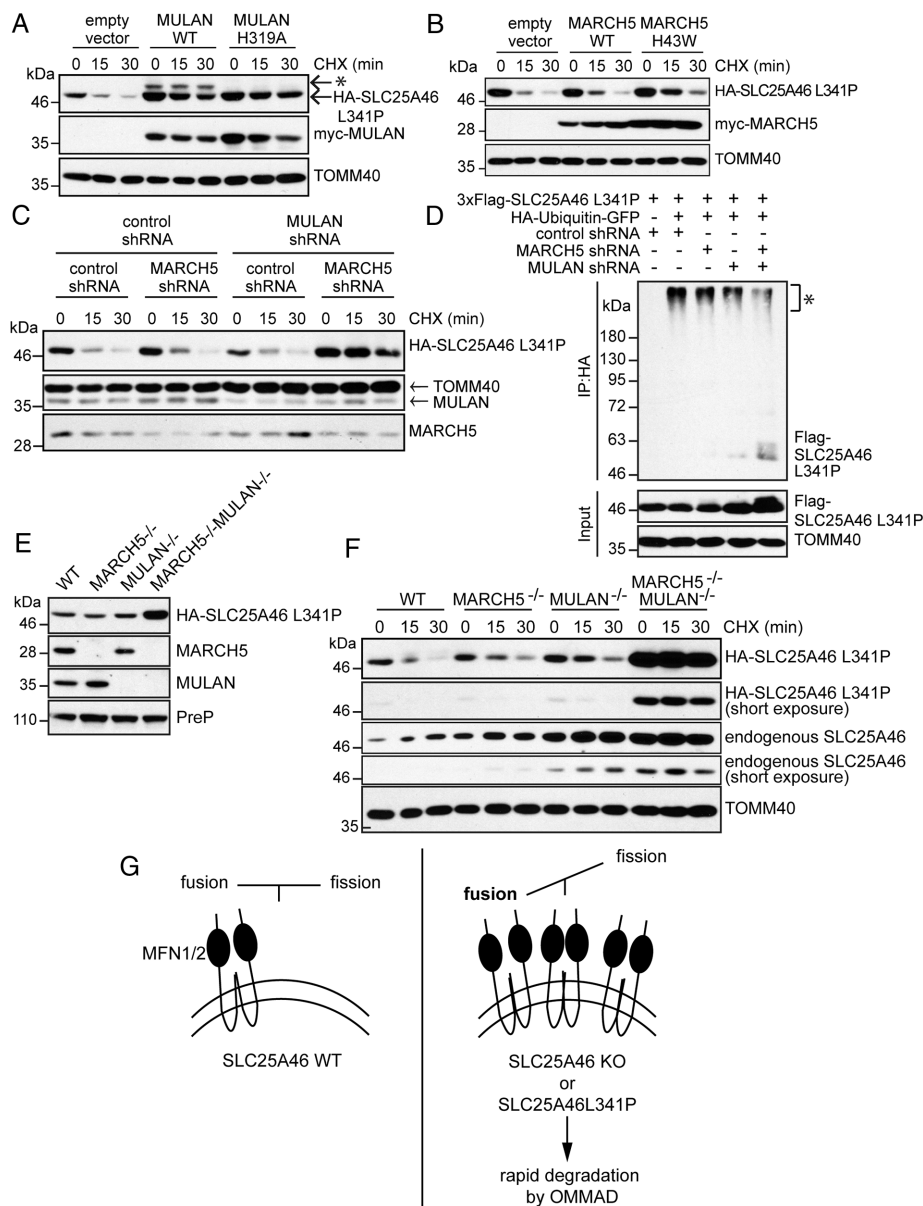 A
empty vector
MULAN WT
MULAN H319A
0 15 30 0 15 30 0 15 30 CHX (min
kDa
*
46
HA-SLC25A46 L341P
35
myc-MULAN
35
TOMM40
B
empty vector
MARCH5 WT
MARCH5 H43W
kDa 0 15 30 0 15 30 0 15 30 CHX (min)
46
HA-SLC25A46 L341P
28
myc-MARCH5
35
TOMM40
C
control shRNA
MULAN shRNA
control shRNA
MARCH5 shRNA
control shRNA
MARCH5 shRNA
kDa 0 15 30 0 15 30 0 15 30 0 15 30 CHX (min)
46
HA-SLC25A46 L341P
← TOMM40
35
← MULAN
28
MARCH5
D
3xFlag-SLC25A46 L341P + + + + +
HA-Ubiquitin-GFP - + + + +
control shRNA + + - - -
MARCH5 shRNA - - + - +
MULAN shRNA - - - + +
kDa
*
IP:HA
180
130
95
72
63
46
Flag-SLC25A46 L341P
Input
46
Flag-SLC25A46 L341P
35
TOMM40
E
WT
MARCH5-/-
MULAN-/-
MARCH5-/-MULAN-/-
kDa
46
HA-SLC25A46 L341P
28
MARCH5
35
MULAN
110
PreP
F
WT
MARCH5 -/-
MULAN -/-
MARCH5 -/-
MULAN -/-
kDa 0 15 30 0 15 30 0 15 30 0 15 30 CHX (min)
46
HA-SLC25A46 L341P
46
HA-SLC25A46 L341P (short exposure)
46
endogenous SLC25A46
46
endogenous SLC25A46 (short exposure)
35
TOMM40
G
fusion
fission
MFN1/2
SLC25A46 WT
fission
fusion
SLC25A46 KO
or
SLC25A46L341P
rapid degradation
by OMMAD